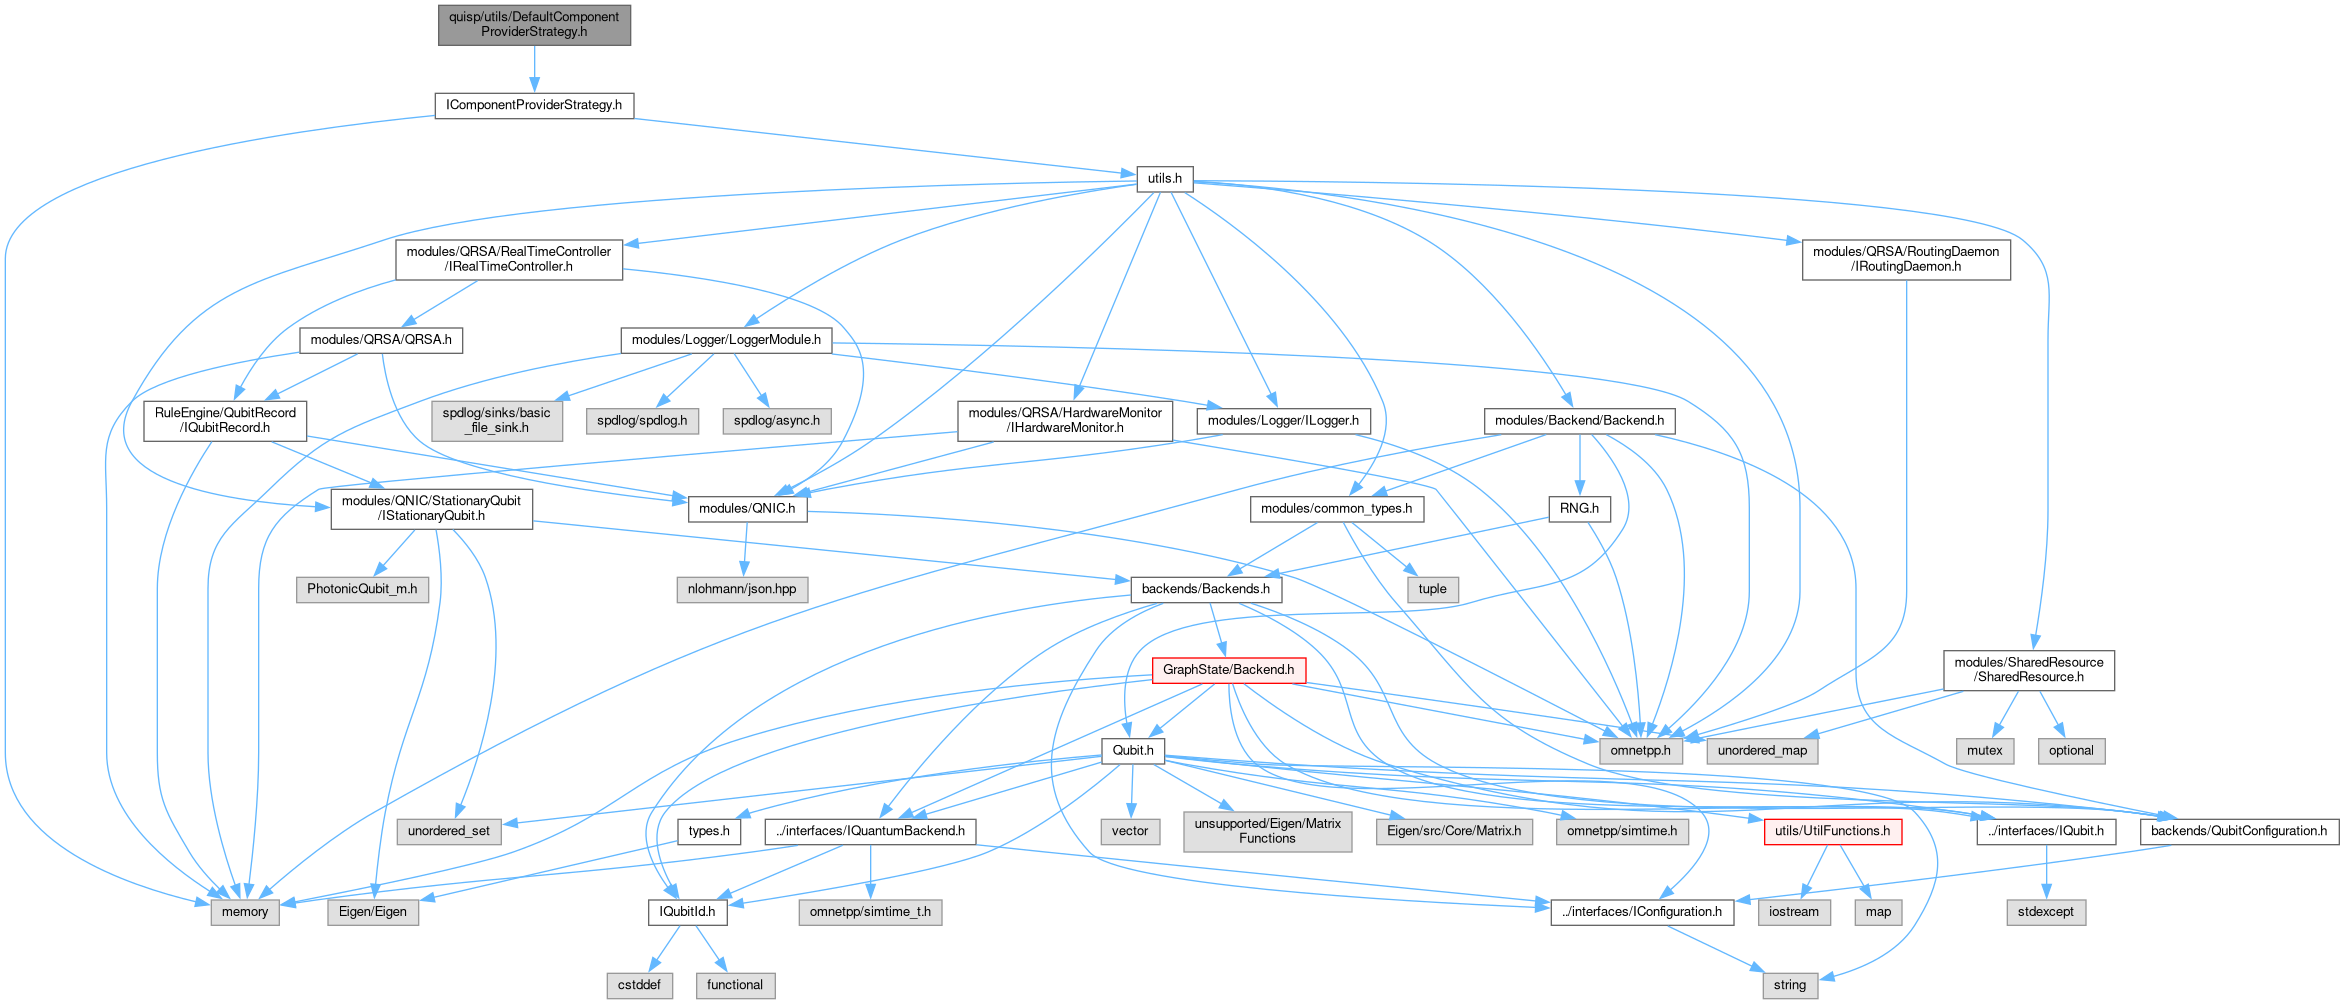 quisp/utils/DefaultComponent
ProviderStrategy.h
IComponentProviderStrategy.h
utils.h
modules/QRSA/RealTimeController
/IRealTimeController.h
modules/QRSA/RoutingDaemon
/IRoutingDaemon.h
modules/QRSA/QRSA.h
modules/Logger/LoggerModule.h
RuleEngine/QubitRecord
/IQubitRecord.h
spdlog/sinks/basic
_file_sink.h
spdlog/spdlog.h
spdlog/async.h
modules/QRSA/HardwareMonitor
/IHardwareMonitor.h
modules/Logger/ILogger.h
modules/Backend/Backend.h
modules/QNIC/StationaryQubit
/IStationaryQubit.h
modules/QNIC.h
modules/common_types.h
RNG.h
PhotonicQubit_m.h
nlohmann/json.hpp
backends/Backends.h
tuple
GraphState/Backend.h
modules/SharedResource
/SharedResource.h
Qubit.h
omnetpp.h
unordered_map
mutex
optional
unordered_set
types.h
../interfaces/IQuantumBackend.h
vector
unsupported/Eigen/Matrix
Functions
Eigen/src/Core/Matrix.h
omnetpp/simtime.h
utils/UtilFunctions.h
../interfaces/IQubit.h
backends/QubitConfiguration.h
memory
Eigen/Eigen
IQubitId.h
omnetpp/simtime_t.h
../interfaces/IConfiguration.h
iostream
map
stdexcept
cstddef
functional
string